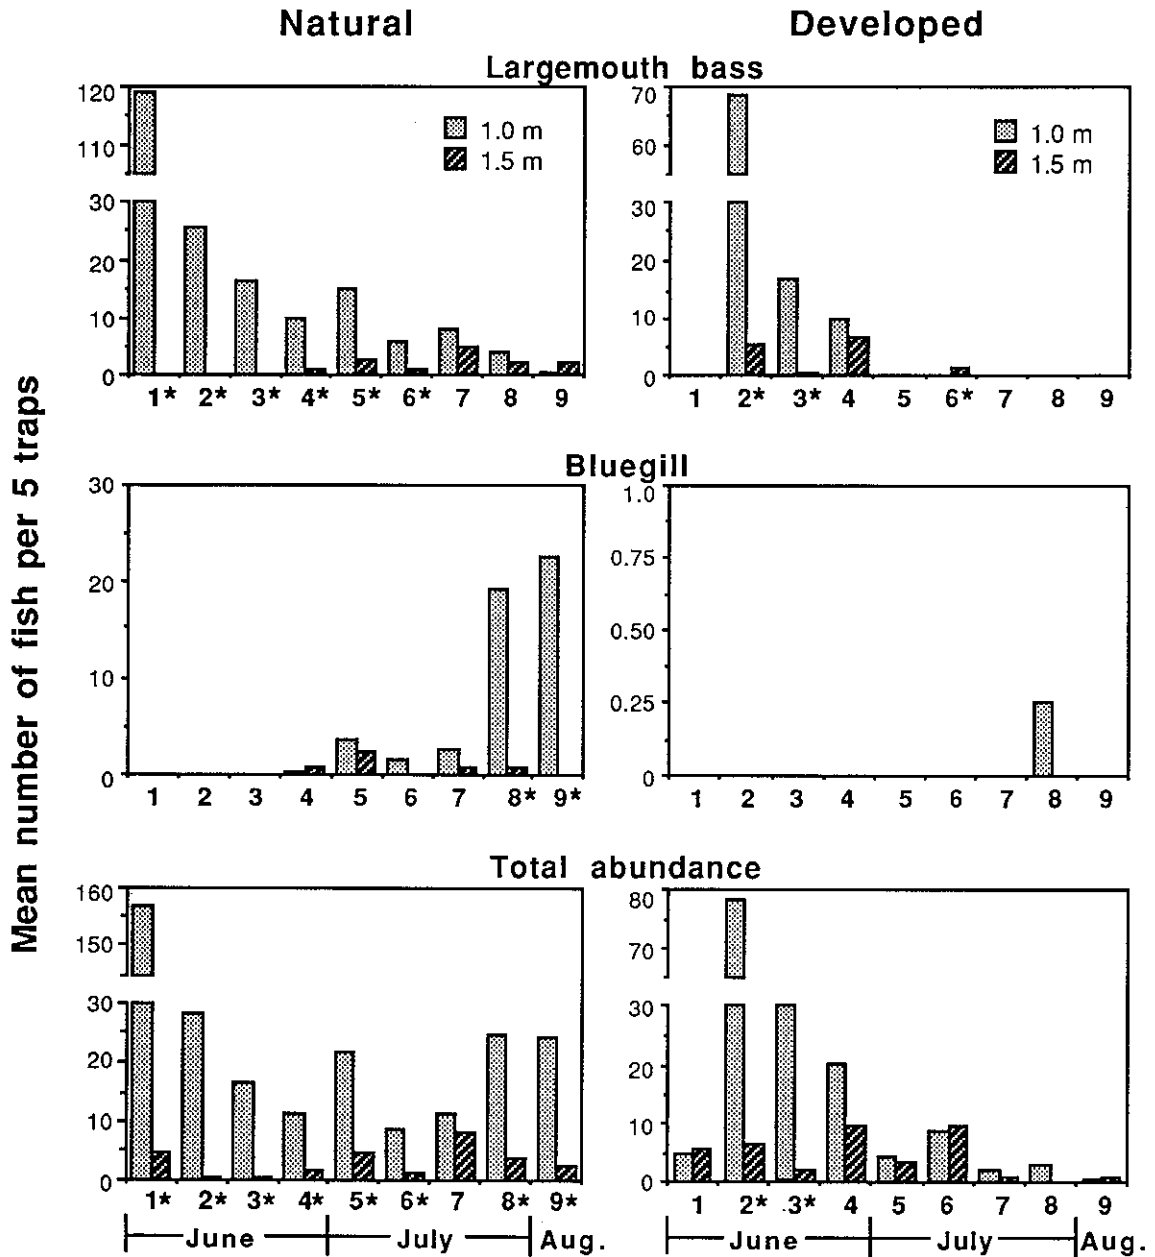 Natural Developed
Largemouth bass
Mean number of fish per 5 traps
120
110
30
20
10
0
1.0 m
1.5 m
1* 2* 3* 4* 5* 6* 7 8 9
70
60
30
20
10
0
1.0 m
1.5 m
1 2* 3* 4 5 6* 7 8 9
Bluegill
30
20
10
0
1 2 3 4 5 6 7 8* 9*
1.0
0.75
0.50
0.25
0
1 2 3 4 5 6 7 8 9
Total abundance
160
150
30
20
10
0
1* 2* 3* 4* 5* 6* 7 8* 9*
June July Aug.
80
70
30
20
10
0
1 2* 3* 4 5 6 7 8 9
June July Aug.